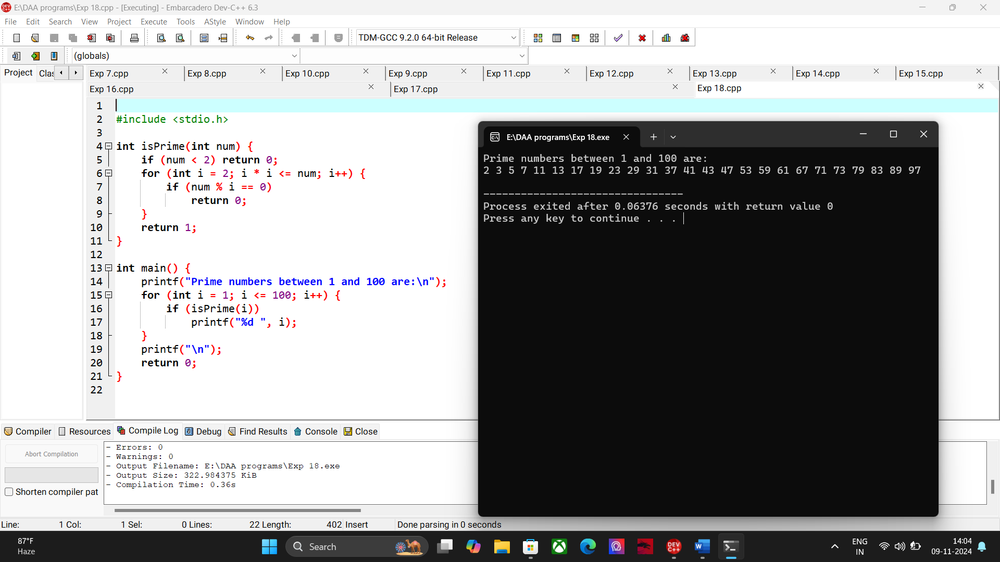 E:\DAA programs\Exp 18.cpp - [Executing] - Embarcadero Dev-C++ 6.3
File Edit Search View Project Execute Tools AStyle Window Help
TDM-GCC 9.2.0 64-bit Release
(globals)
Project Clas
Exp 7.cpp Exp 8.cpp Exp 10.cpp Exp 9.cpp Exp 11.cpp Exp 12.cpp Exp 13.cpp Exp 14.cpp Exp 15.cpp
Exp 16.cpp Exp 17.cpp Exp 18.cpp
1
2 #include <stdio.h>
3
4 int isPrime(int num) {
5 if (num < 2) return 0;
6 for (int i = 2; i * i <= num; i++) {
7 if (num % i == 0)
8 return 0;
9 }
10 return 1;
11 }
12
13 int main() {
14 printf("Prime numbers between 1 and 100 are:\n");
15 for (int i = 1; i <= 100; i++) {
16 if (isPrime(i))
17 printf("%d ", i);
18 }
19 printf("\n");
20 return 0;
21 }
22
E:\DAA programs\Exp 18.exe
Prime numbers between 1 and 100 are:
2 3 5 7 11 13 17 19 23 29 31 37 41 43 47 53 59 61 67 71 73 79 83 89 97
--------------------------------
Process exited after 0.06376 seconds with return value 0
Press any key to continue . . .
Compiler Resources Compile Log Debug Find Results Console Close
Abort Compilation
Shorten compiler pat
- Errors: 0
- Warnings: 0
- Output Filename: E:\DAA programs\Exp 18.exe
- Output Size: 322.984375 KiB
- Compilation Time: 0.36s
Line: 1 Col: 1 Sel: 0 Lines: 22 Length: 402 Insert Done parsing in 0 seconds
87°F
Haze
Search
DEV C++
W
ENG
IN
14:04
09-11-2024